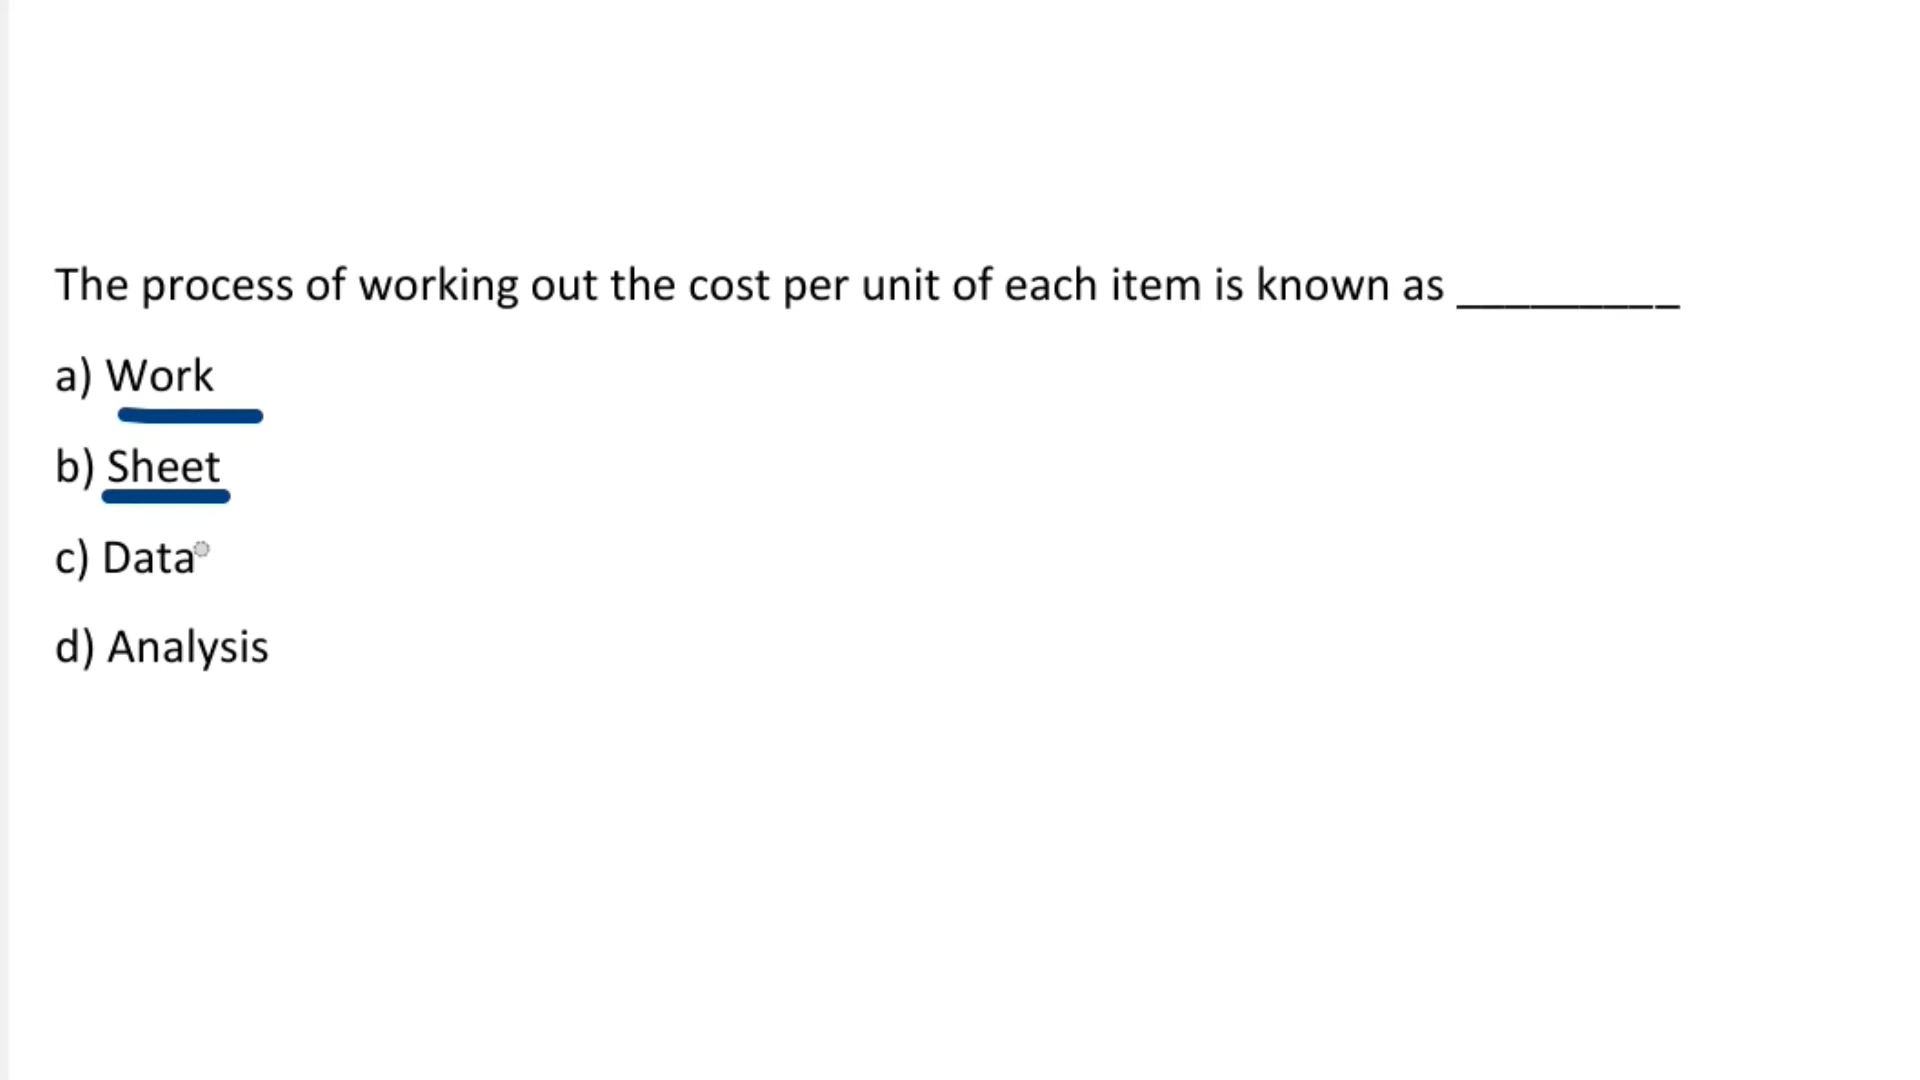 The process of working out the cost per unit of each item is known as _________
a) Work
b) Sheet
c) Data
d) Analysis